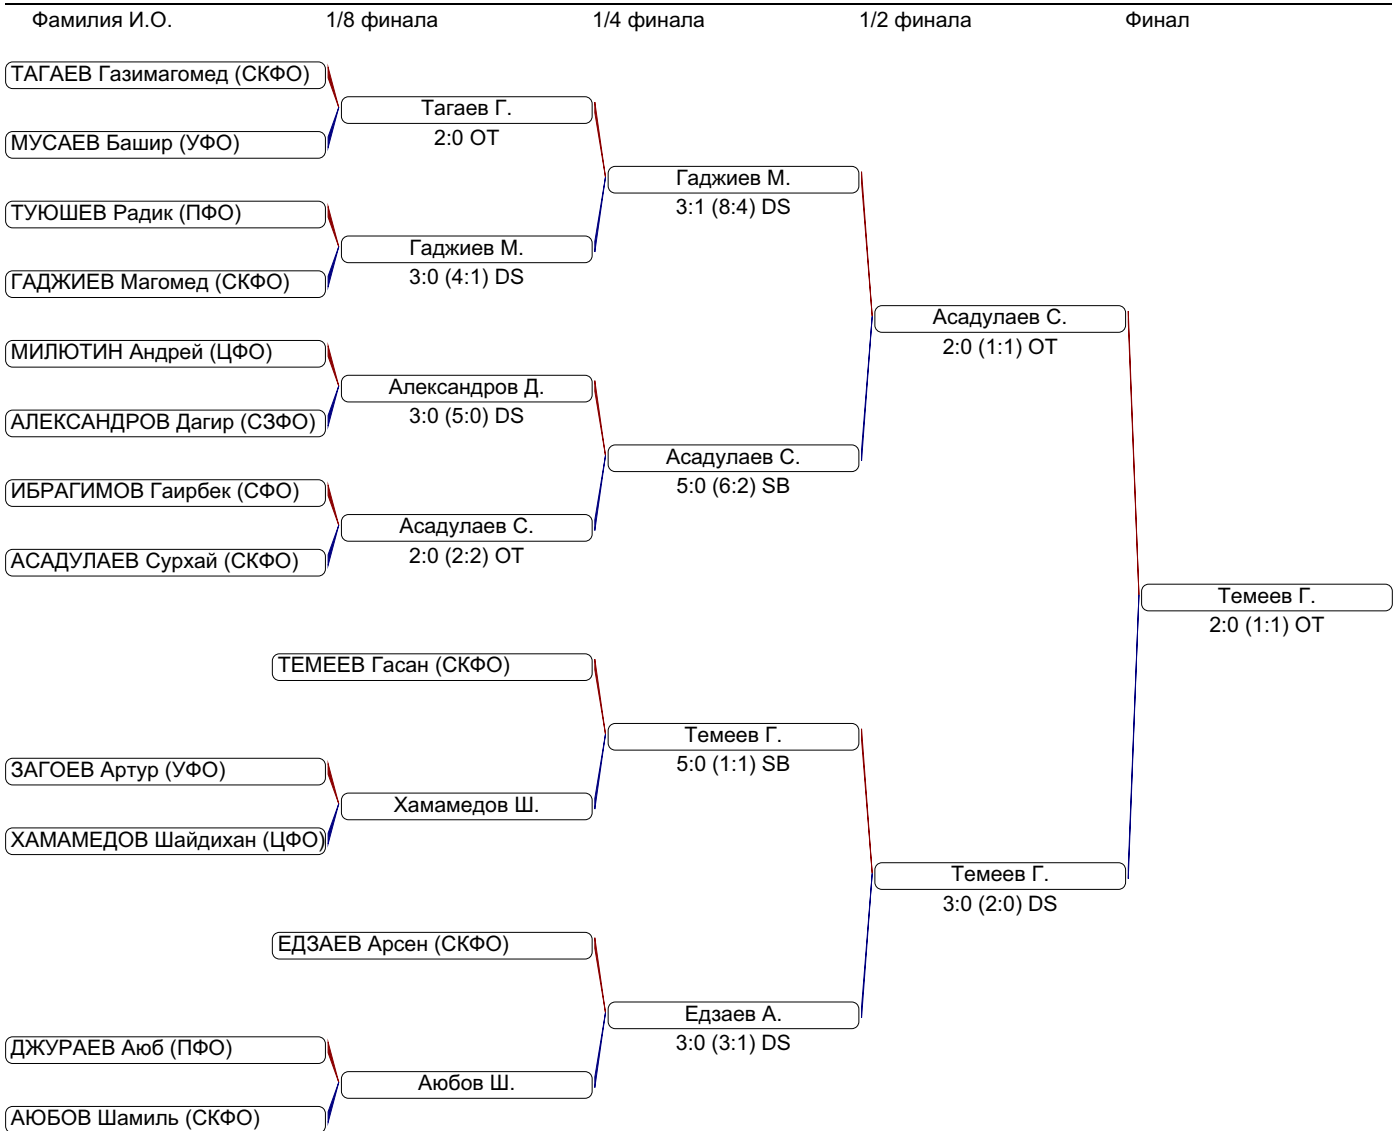 Фамилия И.О. 1/8 финала 1/4 финала 1/2 финала Финал
ТАГАЕВ Газимагомед (СКФО)
Тагаев Г.
2:0 ОТ
МУСАЕВ Башир (УФО)
Гаджиев М.
3:1 (8:4) DS
ТУЮШЕВ Радик (ПФО)
Гаджиев М.
3:0 (4:1) DS
ГАДЖИЕВ Магомед (СКФО)
Асадулаев С.
2:0 (1:1) ОТ
МИЛЮТИН Андрей (ЦФО)
Александров Д.
3:0 (5:0) DS
АЛЕКСАНДРОВ Дагир (СЗФО)
Асадулаев С.
5:0 (6:2) SB
ИБРАГИМОВ Гаирбек (СФО)
Асадулаев С.
2:0 (2:2) ОТ
АСАДУЛАЕВ Сурхай (СКФО)
Темеев Г.
2:0 (1:1) ОТ
ТЕМЕЕВ Гасан (СКФО)
Темеев Г.
5:0 (1:1) SB
ЗАГОЕВ Артур (УФО)
Хамамедов Ш.
ХАМАМЕДОВ Шайдихан (ЦФО)
Темеев Г.
3:0 (2:0) DS
ЕДЗАЕВ Арсен (СКФО)
Едзаев А.
3:0 (3:1) DS
ДЖУРАЕВ Аюб (ПФО)
Аюбов Ш.
АЮБОВ Шамиль (СКФО)